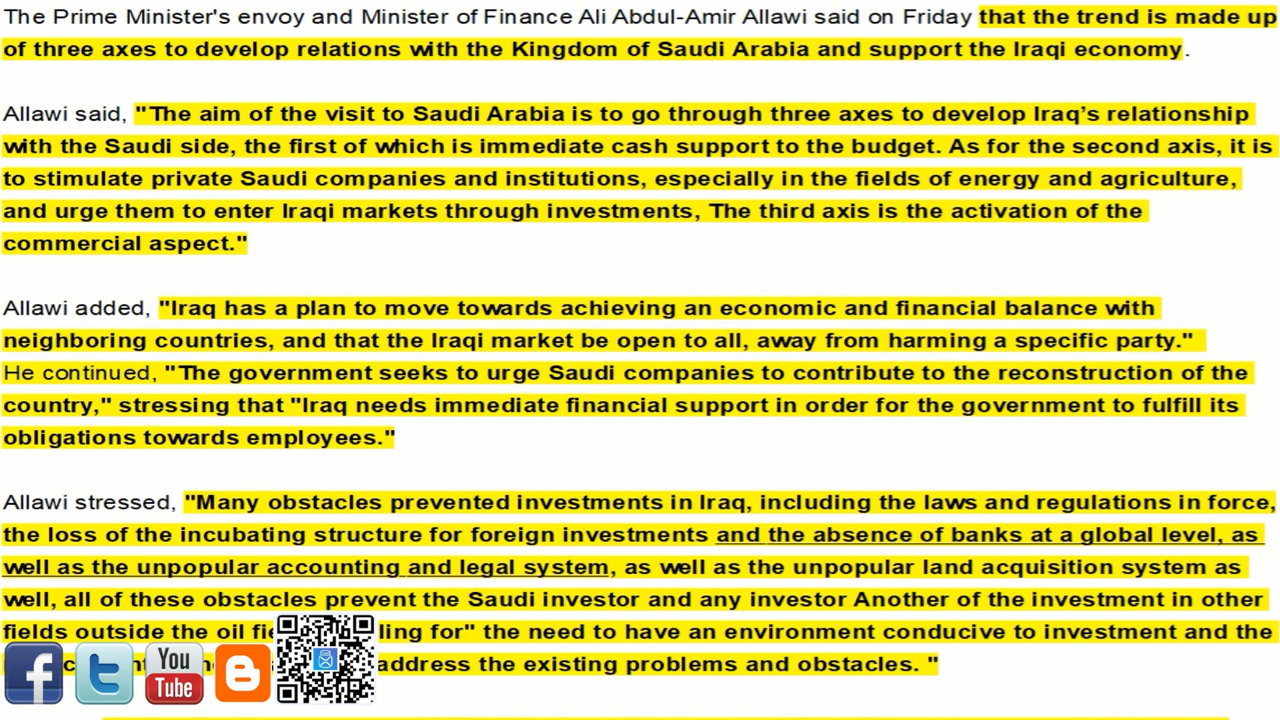 The Prime Minister's envoy and Minister of Finance Ali Abdul-Amir Allawi said on Friday that the trend is made up
of three axes to develop relations with the Kingdom of Saudi Arabia and support the Iraqi economy.
Allawi said, "The aim of the visit to Saudi Arabia is to go through three axes to develop Iraq’s relationship
with the Saudi side, the first of which is immediate cash support to the budget. As for the second axis, it is
to stimulate private Saudi companies and institutions, especially in the fields of energy and agriculture,
and urge them to enter Iraqi markets through investments, The third axis is the activation of the
commercial aspect."
Allawi added, "Iraq has a plan to move towards achieving an economic and financial balance with
neighboring countries, and that the Iraqi market be open to all, away from harming a specific party."
He continued, "The government seeks to urge Saudi companies to contribute to the reconstruction of the
country," stressing that "Iraq needs immediate financial support in order for the government to fulfill its
obligations towards employees."
Allawi stressed, "Many obstacles prevented investments in Iraq, including the laws and regulations in force,
the loss of the incubating structure for foreign investments and the absence of banks at a global level, as
well as the unpopular accounting and legal system, as well as the unpopular land acquisition system as
well, all of these obstacles prevent the Saudi investor and any investor Another of the investment in other
fields outside the oil for" the need to have an environment conducive to investment and the
address the existing problems and obstacles. "
You
Tube